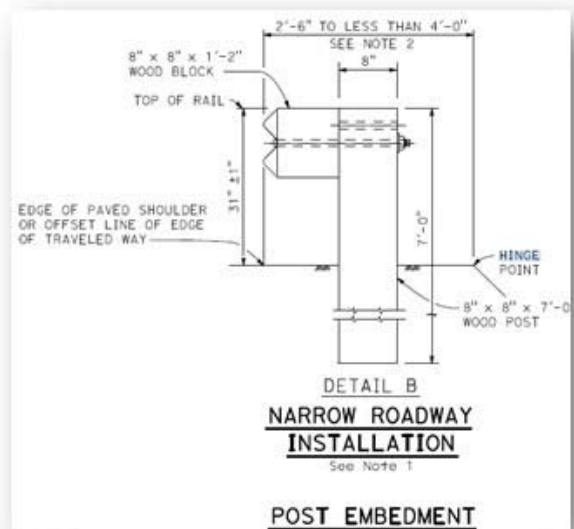 2'-6" TO LESS THAN 4'-0"
SEE NOTE 2
8"
8" x 8" x 1'-2"
WOOD BLOCK
TOP OF RAIL
31" ±1"
7'-0"
EDGE OF PAVED SHOULDER
OR OFFSET LINE OF EDGE
OF TRAVELED WAY
HINGE
POINT
8" x 8" x 7'-0
WOOD POST
DETAIL B
NARROW ROADWAY
INSTALLATION
See Note 1
POST EMBEDMENT